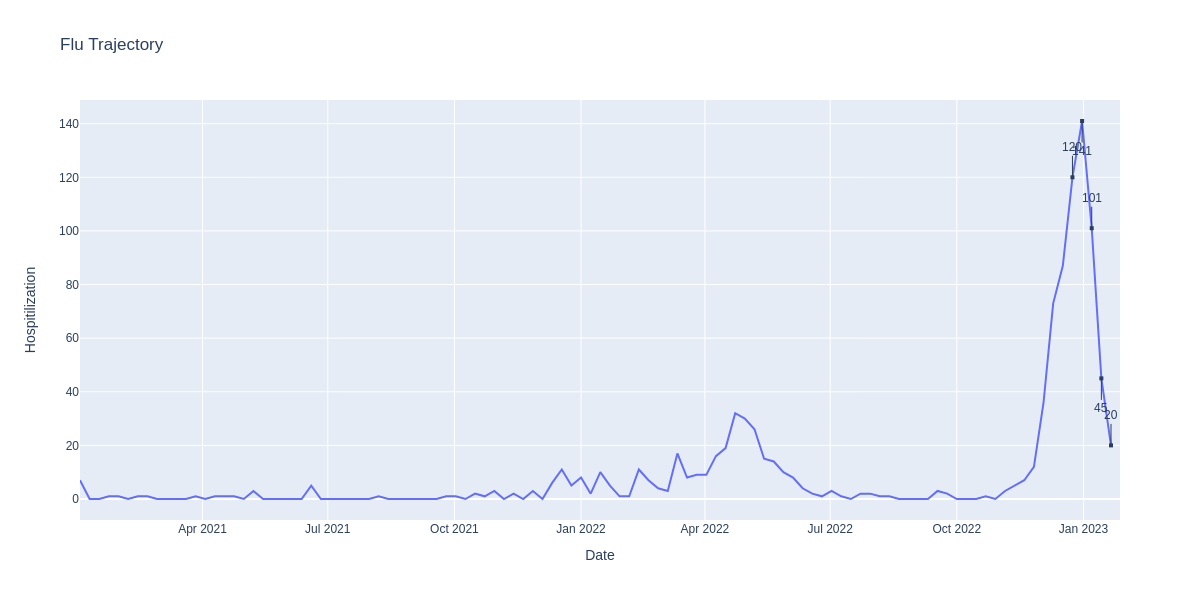 Flu Trajectory
Hospitilization
140
120
100
80
60
40
20
0
120
141
101
45
20
Apr 2021
Jul 2021
Oct 2021
Jan 2022
Apr 2022
Jul 2022
Oct 2022
Jan 2023
Date